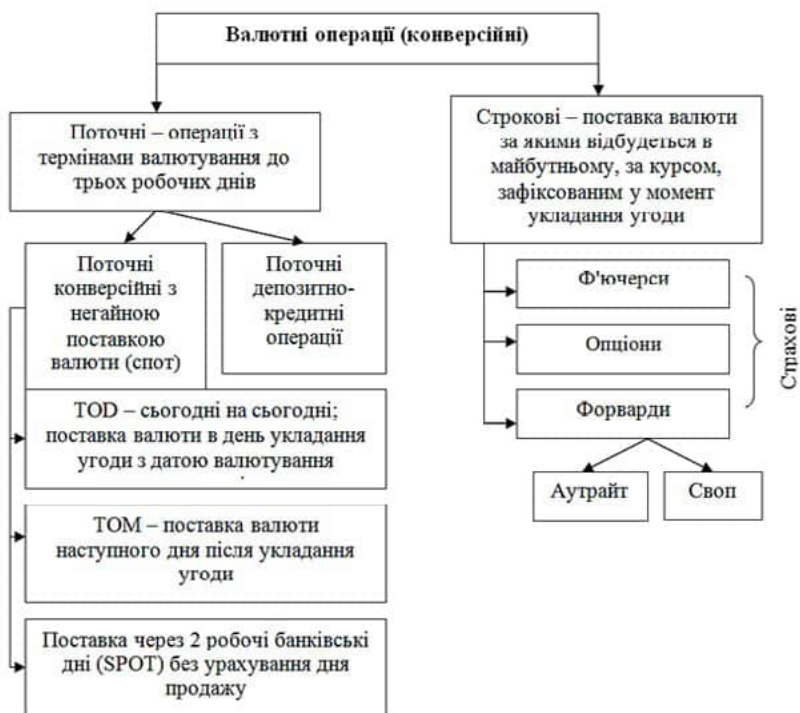 Валютні операції (конверсійні)
Поточні – операції з
термінами валютування до
трьох робочих днів
Поточні
конверсійні з
негайною
поставкою
валюти (спот)
Поточні
депозитно-
кредитні
операції
TOD – сьогодні на сьогодні;
поставка валюти в день укладання
угоди з датою валютування
TOM – поставка валюти
наступного дня після укладання
угоди
Поставка через 2 робочі банківські
дні (SPOT) без урахування дня
продажу
Строкові – поставка валюти
за якими відбудеться в
майбутньому, за курсом,
зафіксованим у момент
укладання угоди
Ф'ючерси
Опціони
Форварди
Аутрайт
Своп
Страхові